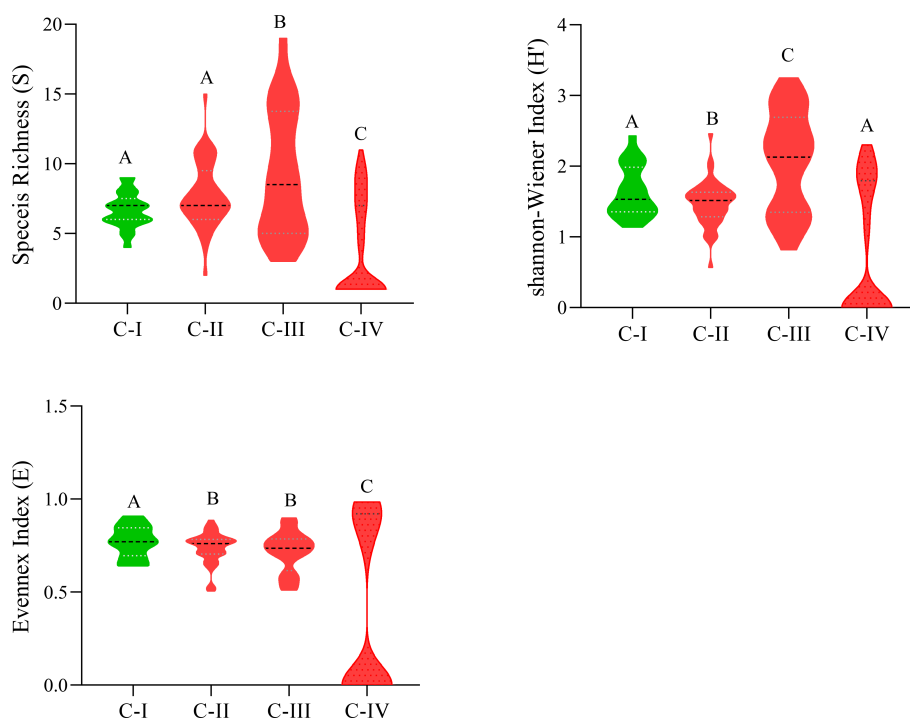 Speceis Richness (S)
20
15
10
5
0
A
A
B
C
C-I
C-II
C-III
C-IV
shannon-Wiener Index (H')
4
3
2
1
0
A
B
C
A
C-I
C-II
C-III
C-IV
Evennex Index (E)
1.5
1.0
0.5
0.0
A
B
B
C
C-I
C-II
C-III
C-IV